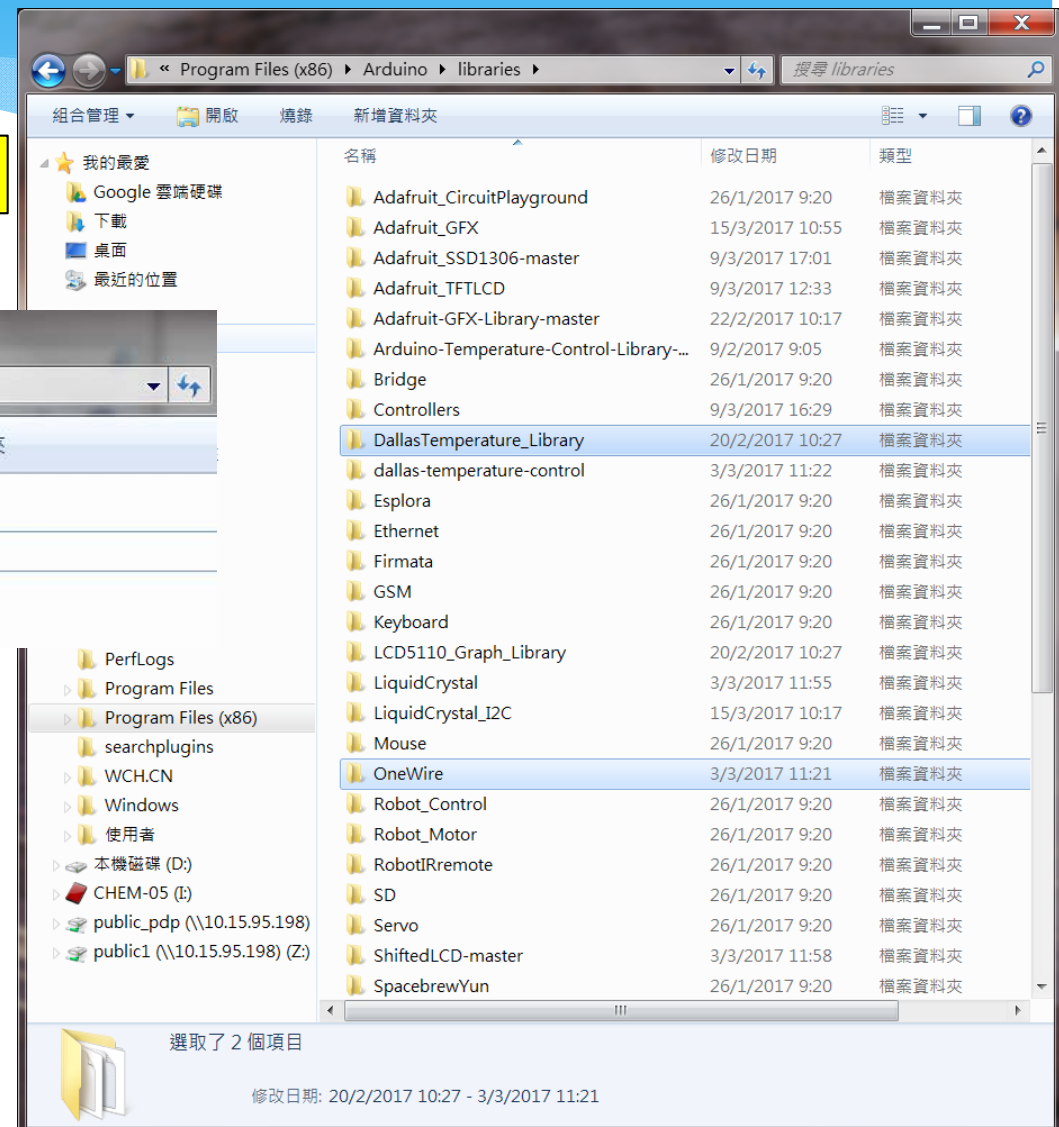 « Program Files (x86) ▸ Arduino ▸ libraries ▸
搜尋 libraries
組合管理 開啟 燒錄 新增資料夾
我的最愛
Google 雲端硬碟
下載
桌面
最近的位置
PerfLogs
Program Files
Program Files (x86)
searchplugins
WCH.CN
Windows
使用者
本機磁碟 (D:)
CHEM-05 (I:)
public_pdp (\\10.15.95.198)
public1 (\\10.15.95.198) (Z:)
名稱 修改日期 類型
Adafruit_CircuitPlayground 26/1/2017 9:20 檔案資料夾
Adafruit_GFX 15/3/2017 10:55 檔案資料夾
Adafruit_SSD1306-master 9/3/2017 17:01 檔案資料夾
Adafruit_TFTLCD 9/3/2017 12:33 檔案資料夾
Adafruit-GFX-Library-master 22/2/2017 10:17 檔案資料夾
Arduino-Temperature-Control-Library-... 9/2/2017 9:05 檔案資料夾
Bridge 26/1/2017 9:20 檔案資料夾
Controllers 9/3/2017 16:29 檔案資料夾
DallasTemperature_Library 20/2/2017 10:27 檔案資料夾
dallas-temperature-control 3/3/2017 11:22 檔案資料夾
Esplora 26/1/2017 9:20 檔案資料夾
Ethernet 26/1/2017 9:20 檔案資料夾
Firmata 26/1/2017 9:20 檔案資料夾
GSM 26/1/2017 9:20 檔案資料夾
Keyboard 26/1/2017 9:20 檔案資料夾
LCD5110_Graph_Library 20/2/2017 10:27 檔案資料夾
LiquidCrystal 3/3/2017 11:55 檔案資料夾
LiquidCrystal_I2C 15/3/2017 10:17 檔案資料夾
Mouse 26/1/2017 9:20 檔案資料夾
OneWire 3/3/2017 11:21 檔案資料夾
Robot_Control 26/1/2017 9:20 檔案資料夾
Robot_Motor 26/1/2017 9:20 檔案資料夾
RobotIRremote 26/1/2017 9:20 檔案資料夾
SD 26/1/2017 9:20 檔案資料夾
Servo 26/1/2017 9:20 檔案資料夾
ShiftedLCD-master 3/3/2017 11:58 檔案資料夾
SpacebrewYun 26/1/2017 9:20 檔案資料夾
選取了 2 個項目
修改日期: 20/2/2017 10:27 - 3/3/2017 11:21